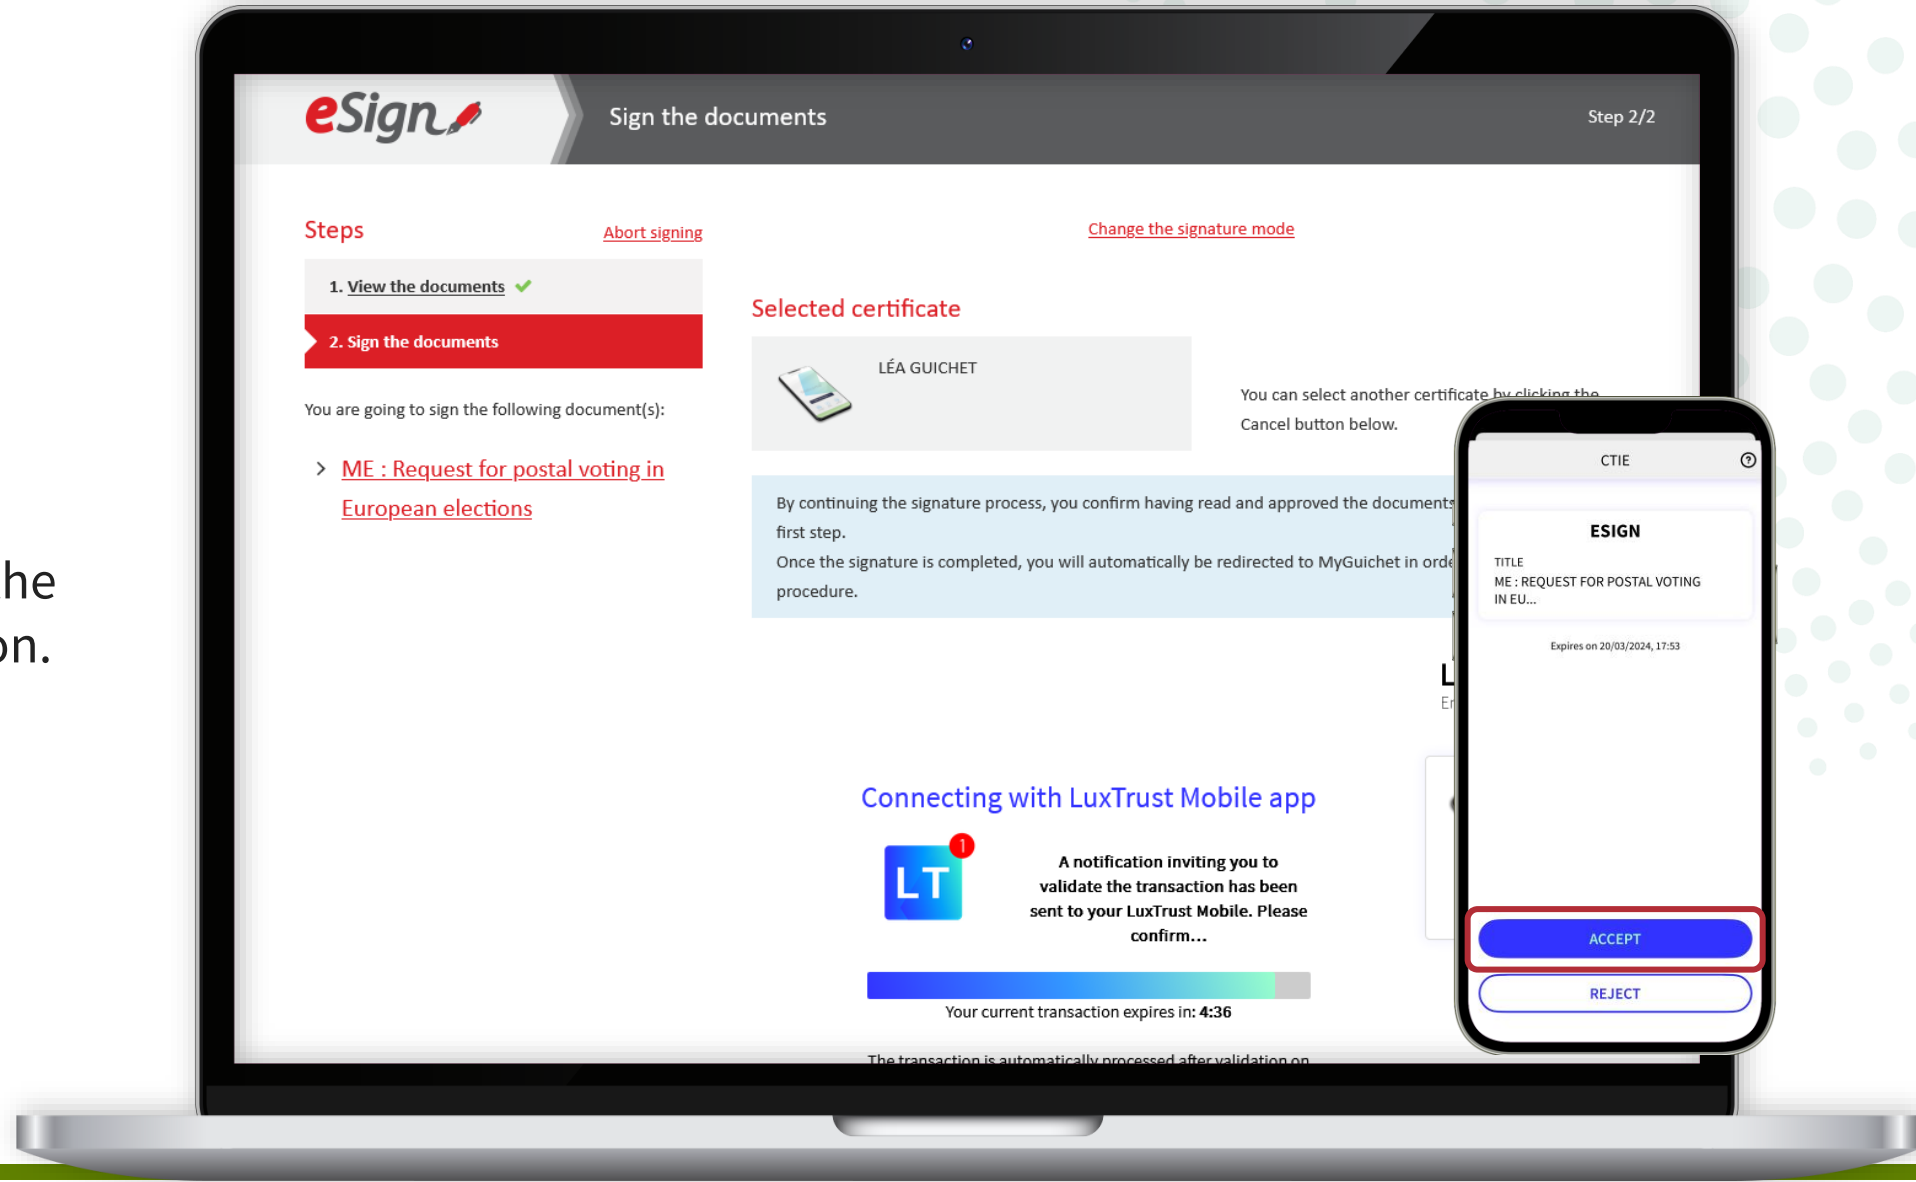 he
on.
eSign
Sign the documents
Step 2/2
Steps
Abort signing
1. View the documents
2. Sign the documents
You are going to sign the following document(s):
ME : Request for postal voting in
European elections
Change the signature mode
Selected certificate
LÉA GUICHET
You can select another certificate by clicking the
Cancel button below.
By continuing the signature process, you confirm having read and approved the documents
first step.
Once the signature is completed, you will automatically be redirected to MyGuichet in orde
procedure.
Connecting with LuxTrust Mobile app
LT
1
A notification inviting you to
validate the transaction has been
sent to your LuxTrust Mobile. Please
confirm...
Your current transaction expires in: 4:36
The transaction is automatically processed after validation on
L
Er
CTIE
?
ESIGN
TITLE
ME : REQUEST FOR POSTAL VOTING
IN EU...
Expires on 20/03/2024, 17:53
ACCEPT
REJECT